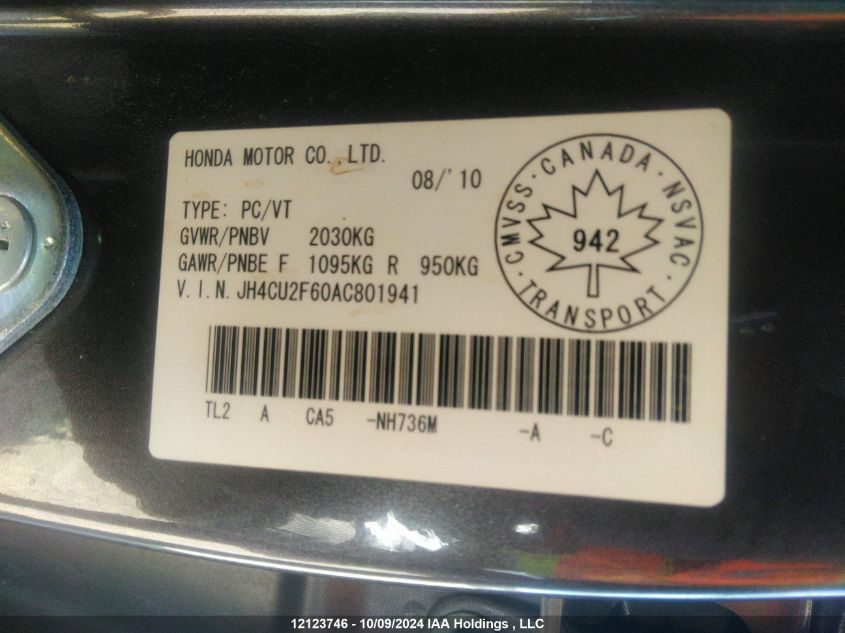 HONDA MOTOR CO.,LTD.
08/'10
TYPE: PC/VT
GVWR/PNBV 2030KG
GAWR/PNBE F 1095KG R 950KG
V.I.N.JH4CU2F60AC801941
CMVSS · CANADA · NSVAC · TRANSPORT ·
942
TL2 A CA5 -NH736M -A -C
12123746 - 10/09/2024 IAA Holdings , LLC